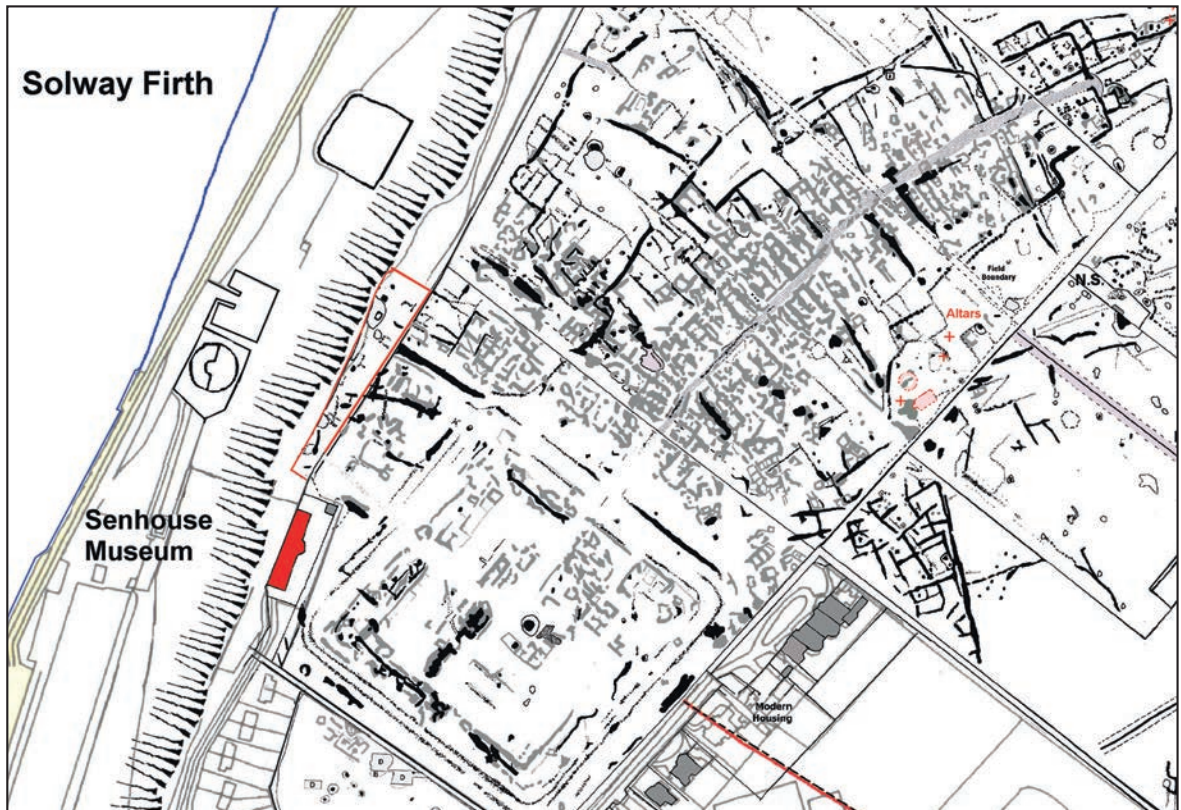 Solway Firth
Field
Boundary
N.S.
Altars
Senhouse
Museum
Modern
Housing
D
D
D
D